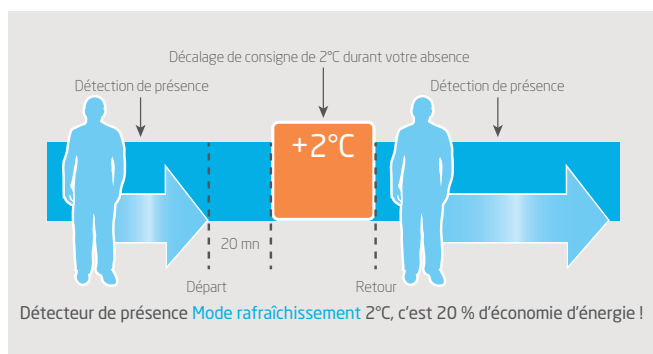 Décalage de consigne de 2°C durant votre absence
Détection de présence
Détection de présence
+2°C
20 mn
Départ
Retour
Détecteur de présence Mode rafraîchissement 2°C, c'est 20 % d'économie d'énergie !